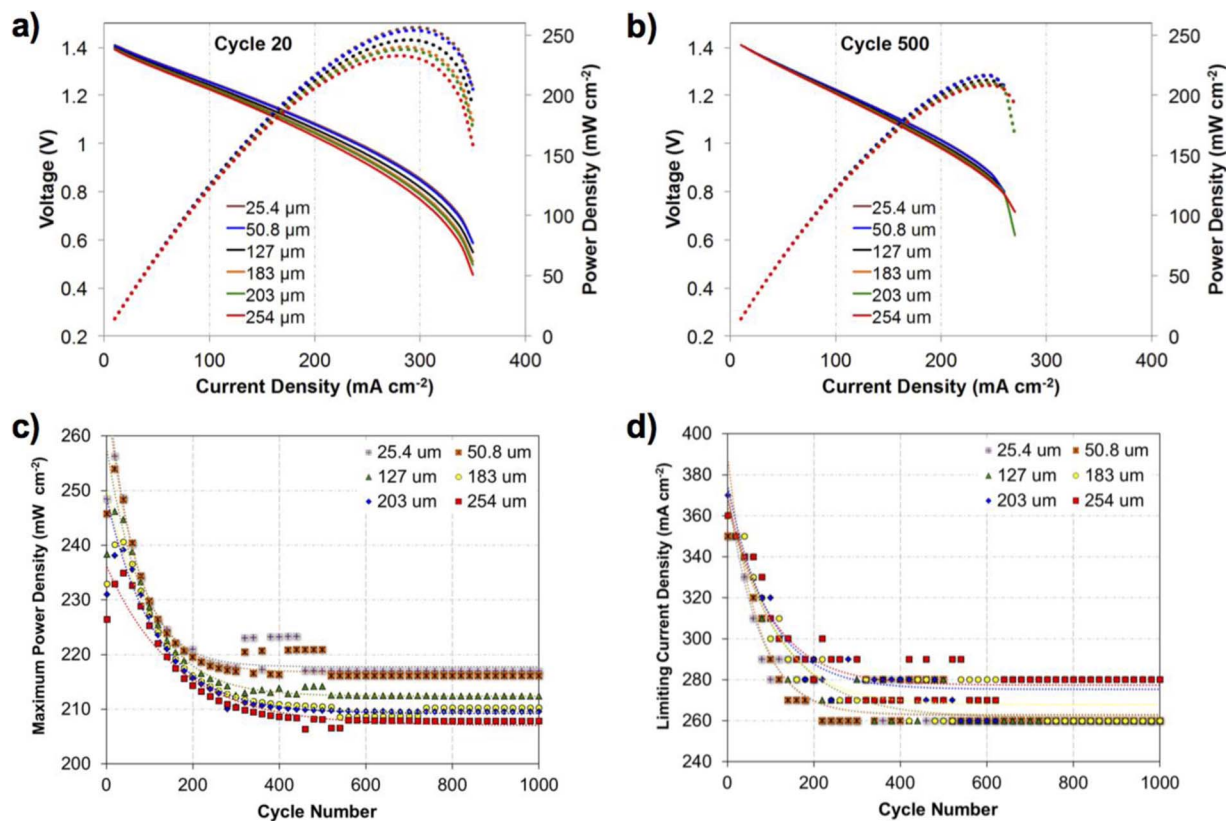 a)
Cycle 20
1.4
1.2
1
0.8
0.6
0.4
0.2
Voltage (V)
250
200
150
100
50
0
Power Density (mW cm-2)
25.4 µm
50.8 µm
127 µm
183 µm
203 µm
254 µm
0 100 200 300 400
Current Density (mA cm-2)
b)
Cycle 500
1.4
1.2
1
0.8
0.6
0.4
0.2
Voltage (V)
250
200
150
100
50
0
Power Density (mW cm-2)
25.4 um
50.8 um
127 um
183 um
203 um
254 um
0 100 200 300 400
Current Density (mA cm-2)
c)
260
250
240
230
220
210
200
Maximum Power Density (mW cm-2)
25.4 um 50.8 um
127 um 183 um
203 um 254 um
0 200 400 600 800 1000
Cycle Number
d)
400
380
360
340
320
300
280
260
240
Limiting Current Density (mA cm-2)
25.4 um 50.8 um
127 um 183 um
203 um 254 um
0 200 400 600 800 1000
Cycle Number